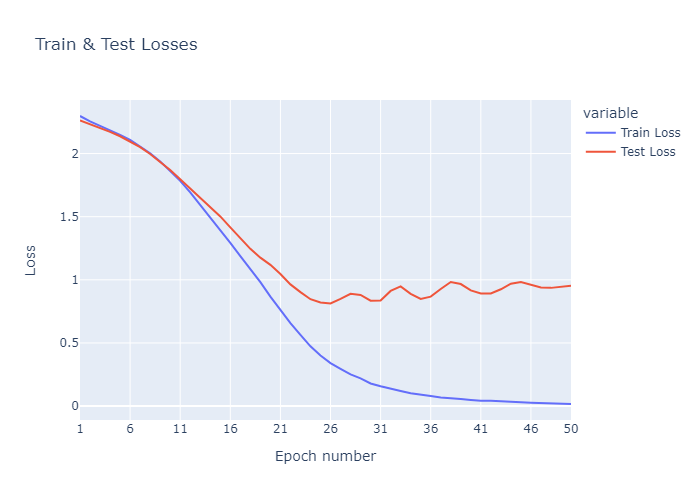 Train & Test Losses
variable
Train Loss
Test Loss
2
1.5
1
0.5
0
Loss
1 6 11 16 21 26 31 36 41 46 50
Epoch number